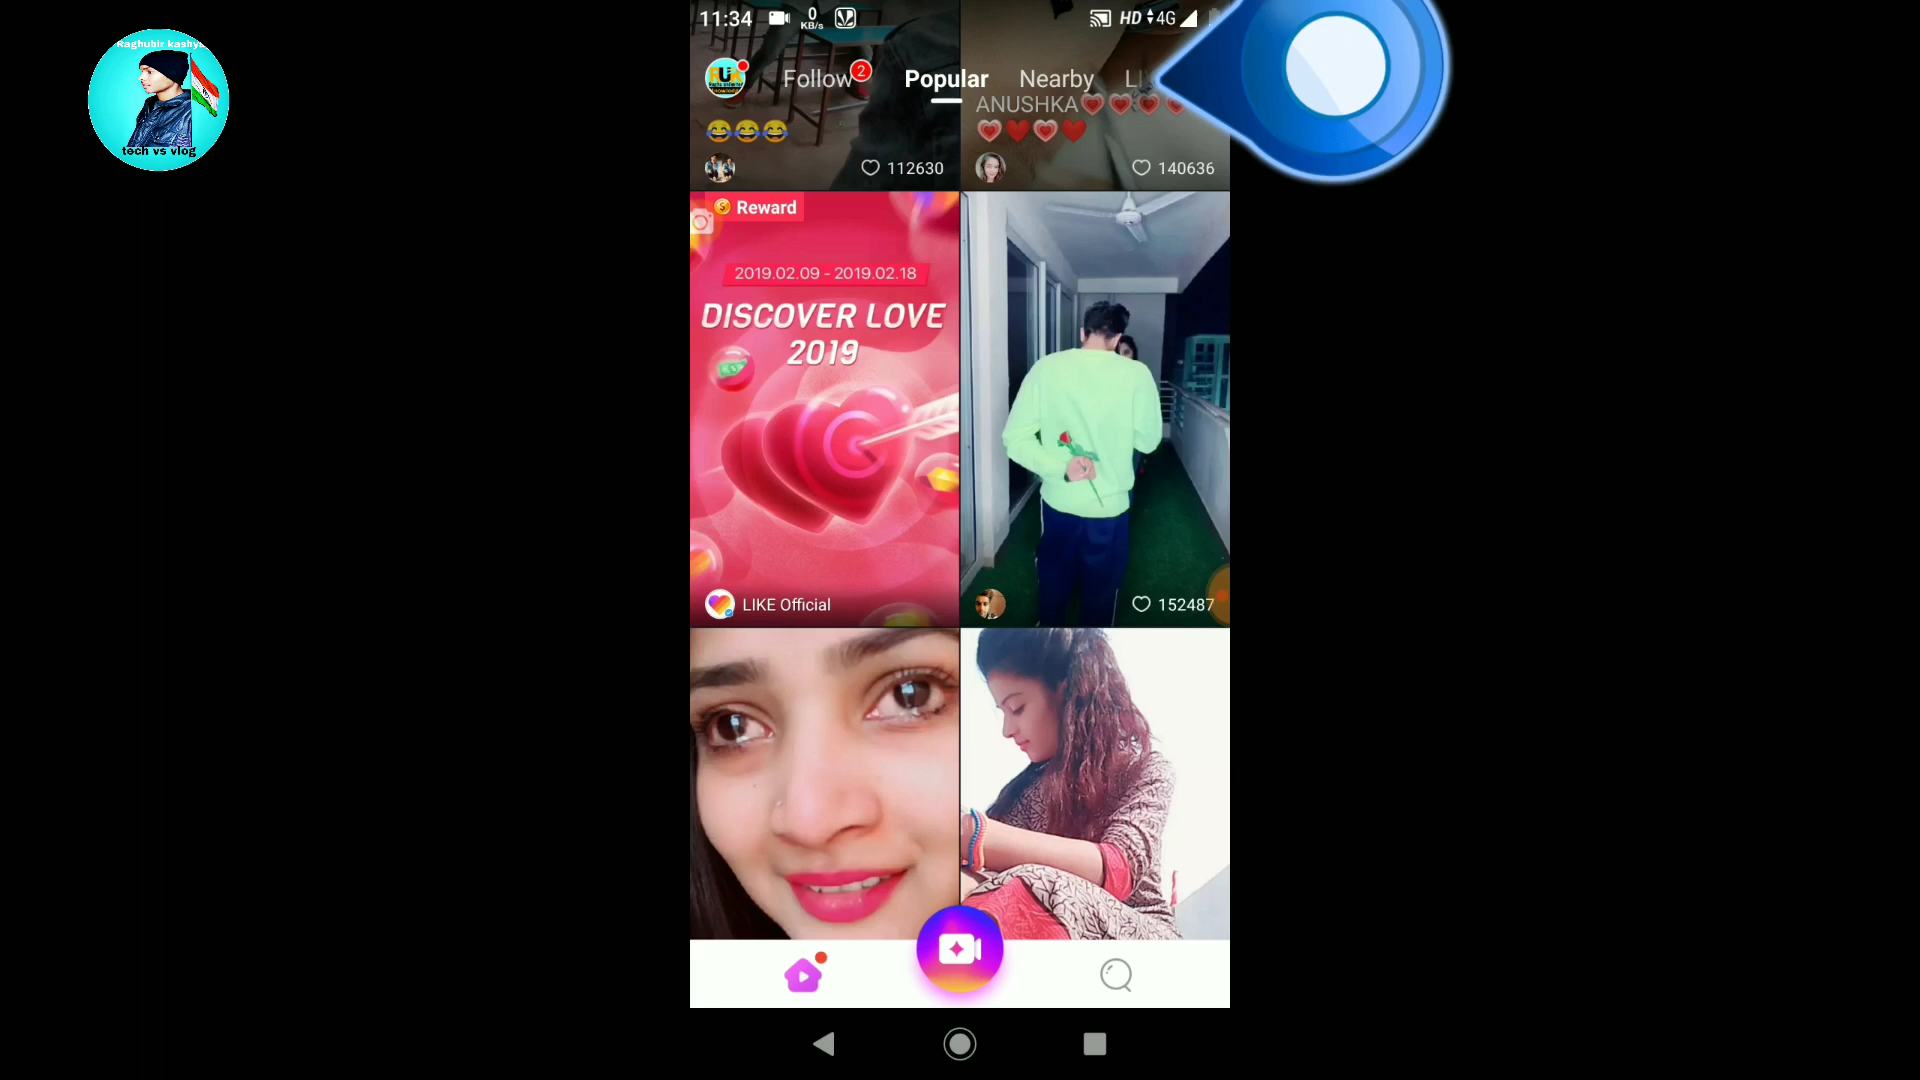 Raghubir kashy
tech vs vlog
11:34
0
KB/s
HD 4G
Follow 2
Popular
Nearby
ANUSHKA💗💗💗💗
💗❤️💗❤️
😂😂😂
112630
140636
Reward
2019.02.09 - 2019.02.18
DISCOVER LOVE
2019
LIKE Official
152487